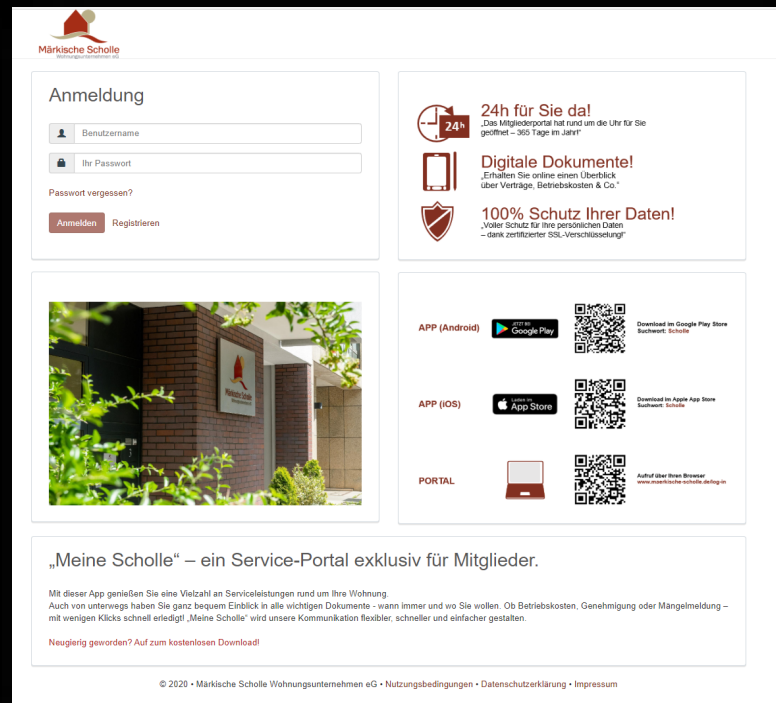 Märkische Scholle
Wohnungsunternehmen eG
Anmeldung
Benutzername
Ihr Passwort
Passwort vergessen?
Anmelden Registrieren
24h
24h für Sie da!
„Das Mitgliederportal hat rund um die Uhr für Sie
geöffnet – 365 Tage im Jahr!"
Digitale Dokumente!
„Erhalten Sie online einen Überblick
über Verträge, Betriebskosten & Co."
100% Schutz Ihrer Daten!
„Voller Schutz für Ihre persönlichen Daten
– dank zertifizierter SSL-Verschlüsselung!"
Märkische Scholle
APP (Android)
JETZT BEI
Google Play
Download im Google Play Store
Suchwort: Scholle
APP (iOS)
Laden im
App Store
Download im Apple App Store
Suchwort: Scholle
PORTAL
Aufruf über Ihren Browser
www.maerkische-scholle.de/log-in
„Meine Scholle" – ein Service-Portal exklusiv für Mitglieder.
Mit dieser App genießen Sie eine Vielzahl an Serviceleistungen rund um Ihre Wohnung.
Auch von unterwegs haben Sie ganz bequem Einblick in alle wichtigen Dokumente - wann immer und wo Sie wollen. Ob Betriebskosten, Genehmigung oder Mängelmeldung –
mit wenigen Klicks schnell erledigt! „Meine Scholle" wird unsere Kommunikation flexibler, schneller und einfacher gestalten.
Neugierig geworden? Auf zum kostenlosen Download!
© 2020 • Märkische Scholle Wohnungsunternehmen eG • Nutzungsbedingungen • Datenschutzerklärung • Impressum